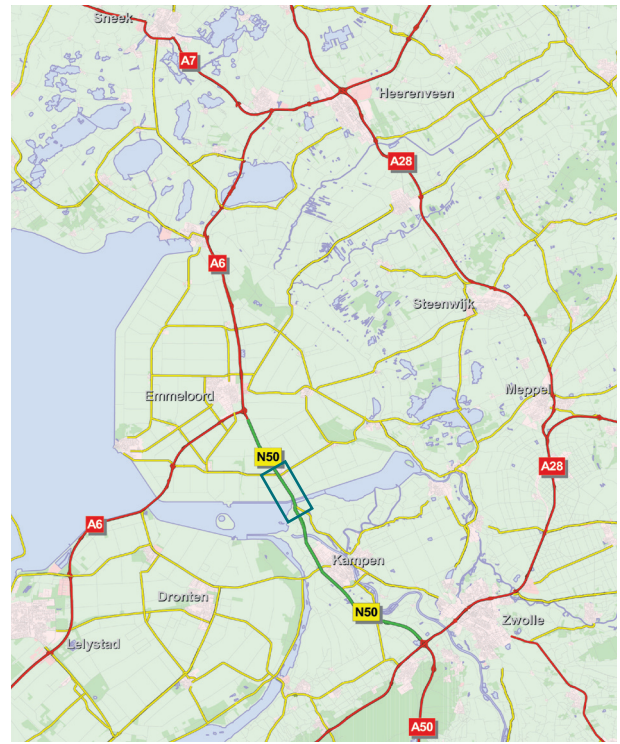 Sneek
A7
Heerenveen
A28
A6
Steenwijk
Emmeloord
Meppel
N50
A28
A6
Kampen
Dronten
N50
Zwolle
Lelystad
A50